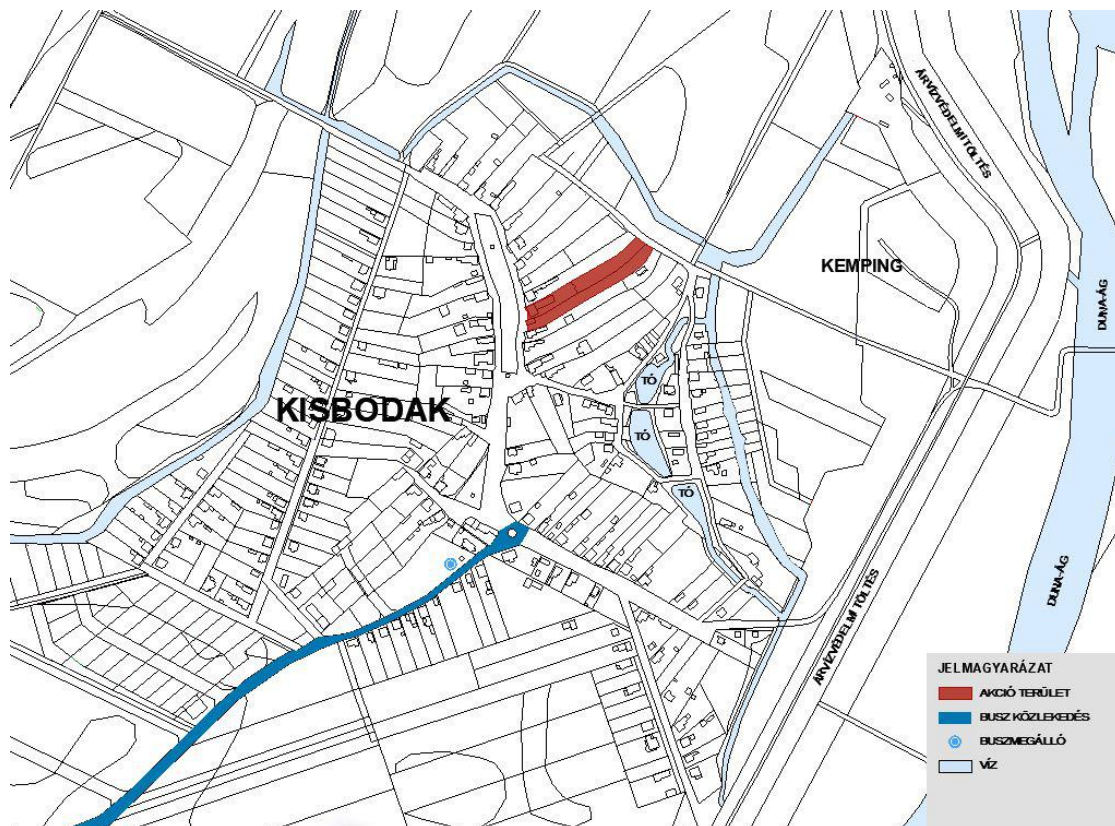 ÁRVÍZVÉDELMI TÖLTÉS
KEMPING
DUNA-ÁG
TÓ
KISBODAK
TÓ
TÓ
ÁRVÍZVÉDELMI TÖLTÉS
DUNA-ÁG
JELMAGYARÁZAT
AKCIÓ TERÜLET
BUSZ KÖZLEKEDÉS
BUSZMEGÁLLÓ
VÍZ